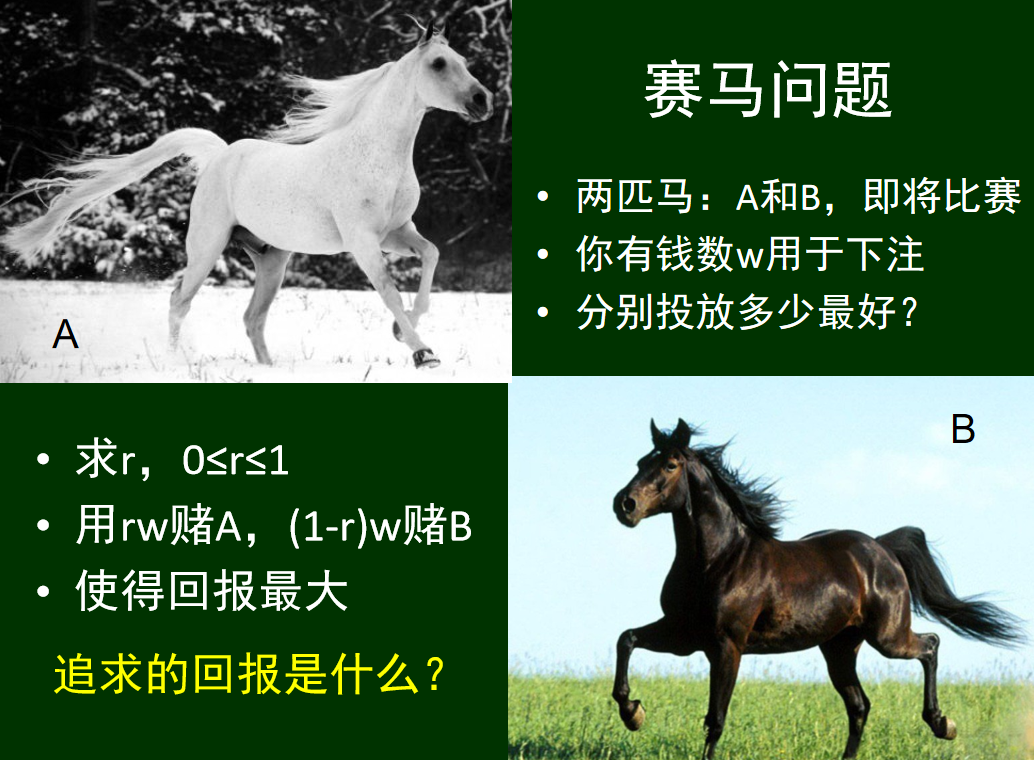 A
赛马问题
• 两匹马：A和B，即将比赛
• 你有钱数w用于下注
• 分别投放多少最好？
• 求r，0≤r≤1
• 用rw赌A，(1-r)w赌B
• 使得回报最大
追求的回报是什么？
B